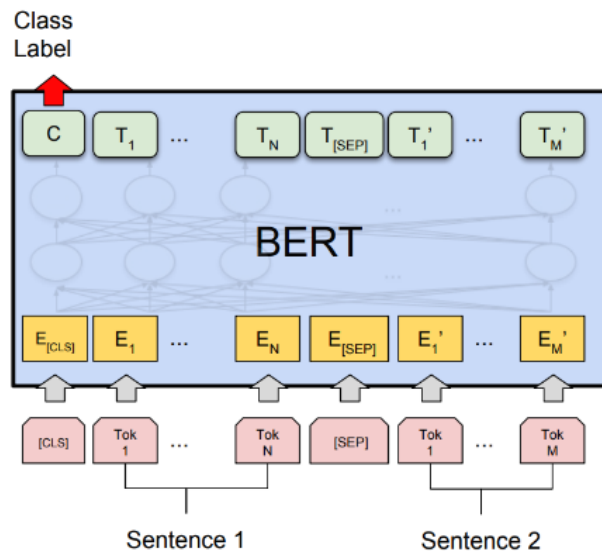 Class
Label
C T1 ... TN T[SEP] T1’ ... TM’
...
BERT
...
E[CLS] E1 ... EN E[SEP] E1’ ... EM’
[CLS] Tok 1 ... Tok N [SEP] Tok 1 ... Tok M
Sentence 1 Sentence 2